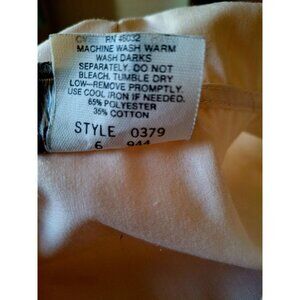 RN 46032
MACHINE WASH WARM
WASH DARKS
SEPARATELY. DO NOT
BLEACH. TUMBLE DRY
LOW—REMOVE PROMPTLY.
USE COOL IRON IF NEEDED.
65% POLYESTER
35% COTTON
STYLE 0379
6 944